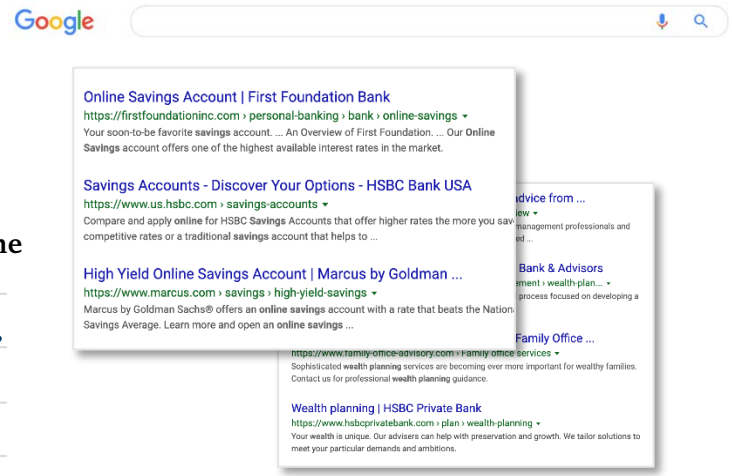 Google
Online Savings Account | First Foundation Bank
https://firstfoundationinc.com › personal-banking › bank › online-savings
Your soon-to-be favorite savings account. ... An Overview of First Foundation. ... Our Online
Savings account offers one of the highest available interest rates in the market.
Savings Accounts - Discover Your Options - HSBC Bank USA
https://www.us.hsbc.com › savings-accounts
Compare and apply online for HSBC Savings Accounts that offer higher rates the more you sav
competitive rates or a traditional savings account that helps to ...
High Yield Online Savings Account | Marcus by Goldman ...
https://www.marcus.com › savings › high-yield-savings
Marcus by Goldman Sachs® offers an online savings account with a rate that beats the Nation
Savings Average. Learn more and open an online savings ...
dvice from ...
iew
management professionals and
ed ...
Bank & Advisors
ement › wealth-plan...
process focused on developing a
Family Office ...
https://www.family-office-advisory.com › Family office services
Sophisticated wealth planning services are becoming ever more important for wealthy families.
Contact us for professional wealth planning guidance.
Wealth planning | HSBC Private Bank
https://www.hsbcprivatebank.com › plan › wealth-planning
Your wealth is unique. Our advisers can help with preservation and growth. We tailor solutions to
meet your particular demands and ambitions.
ne